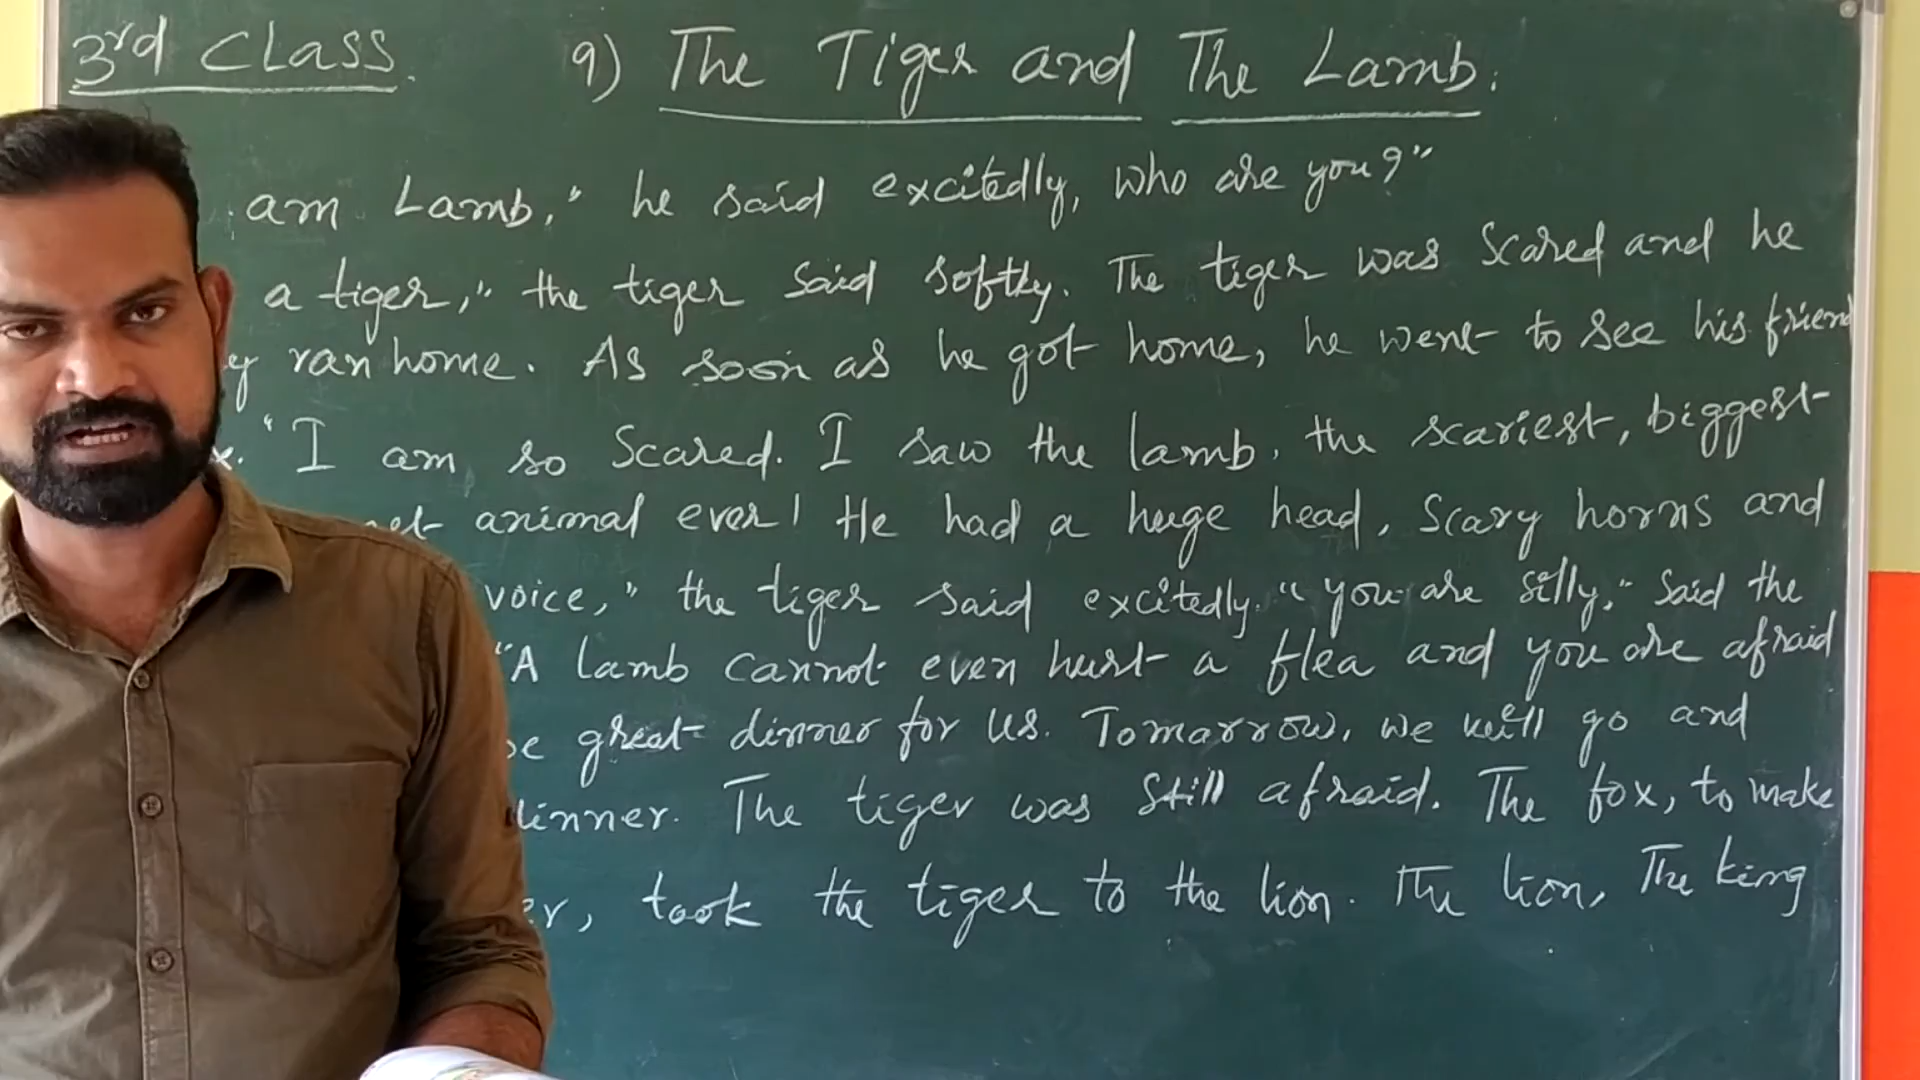 3rd Class.
9) The Tiger and The Lamb.
am Lamb," he said excitedly, who are you?"
a tiger," the tiger said softly. The tiger was scared and he
ran home. As soon as he got home, he went to see his friend
"I am so scared. I saw the lamb, the scariest, biggest
animal ever! He had a huge head, scary horns and
voice," the tiger said excitedly. "you are silly," said the
"A lamb cannot even hurt a flea and you are afraid
great dinner for us. Tomarrow, we will go and
dinner. The tiger was still afraid. The fox, to make
took the tiger to the lion. The lion, The king